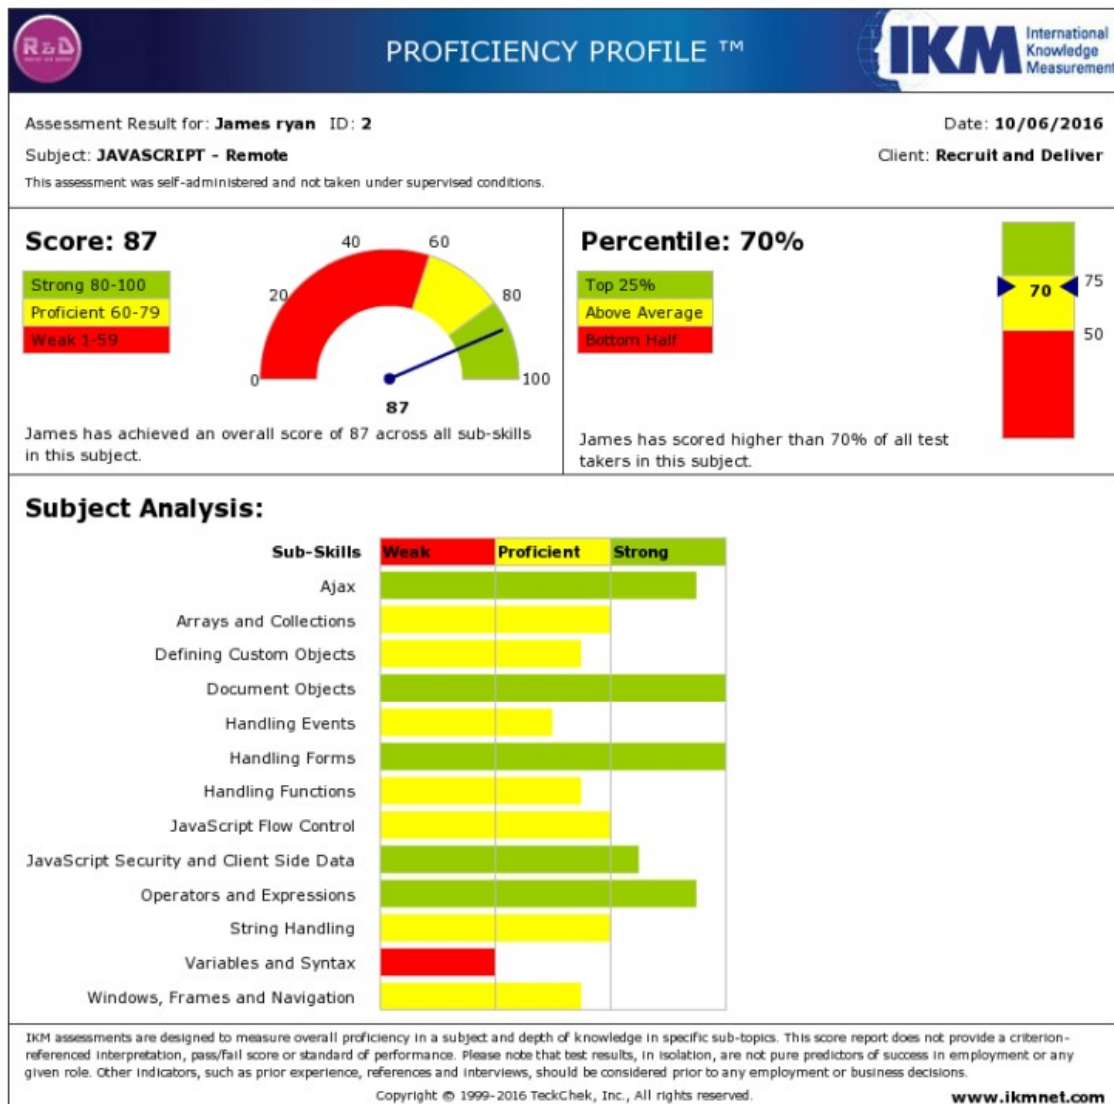 R&D
PROFICIENCY PROFILE ™
IKM International
Knowledge
Measurement
Assessment Result for: James ryan ID: 2
Date: 10/06/2016
Subject: JAVASCRIPT - Remote
Client: Recruit and Deliver
This assessment was self-administered and not taken under supervised conditions.
Score: 87
Strong 80-100
Proficient 60-79
Weak 1-59
0
20
40
60
80
100
87
James has achieved an overall score of 87 across all sub-skills
in this subject.
Percentile: 70%
Top 25%
Above Average
Bottom Half
70
75
50
James has scored higher than 70% of all test
takers in this subject.
Subject Analysis:
Sub-Skills Weak Proficient Strong
Ajax
Arrays and Collections
Defining Custom Objects
Document Objects
Handling Events
Handling Forms
Handling Functions
JavaScript Flow Control
JavaScript Security and Client Side Data
Operators and Expressions
String Handling
Variables and Syntax
Windows, Frames and Navigation
IKM assessments are designed to measure overall proficiency in a subject and depth of knowledge in specific sub-topics. This score report does not provide a criterion-
referenced interpretation, pass/fail score or standard of performance. Please note that test results, in isolation, are not pure predictors of success in employment or any
given role. Other indicators, such as prior experience, references and interviews, should be considered prior to any employment or business decisions.
Copyright © 1999-2016 TeckChek, Inc., All rights reserved.
www.ikmnet.com